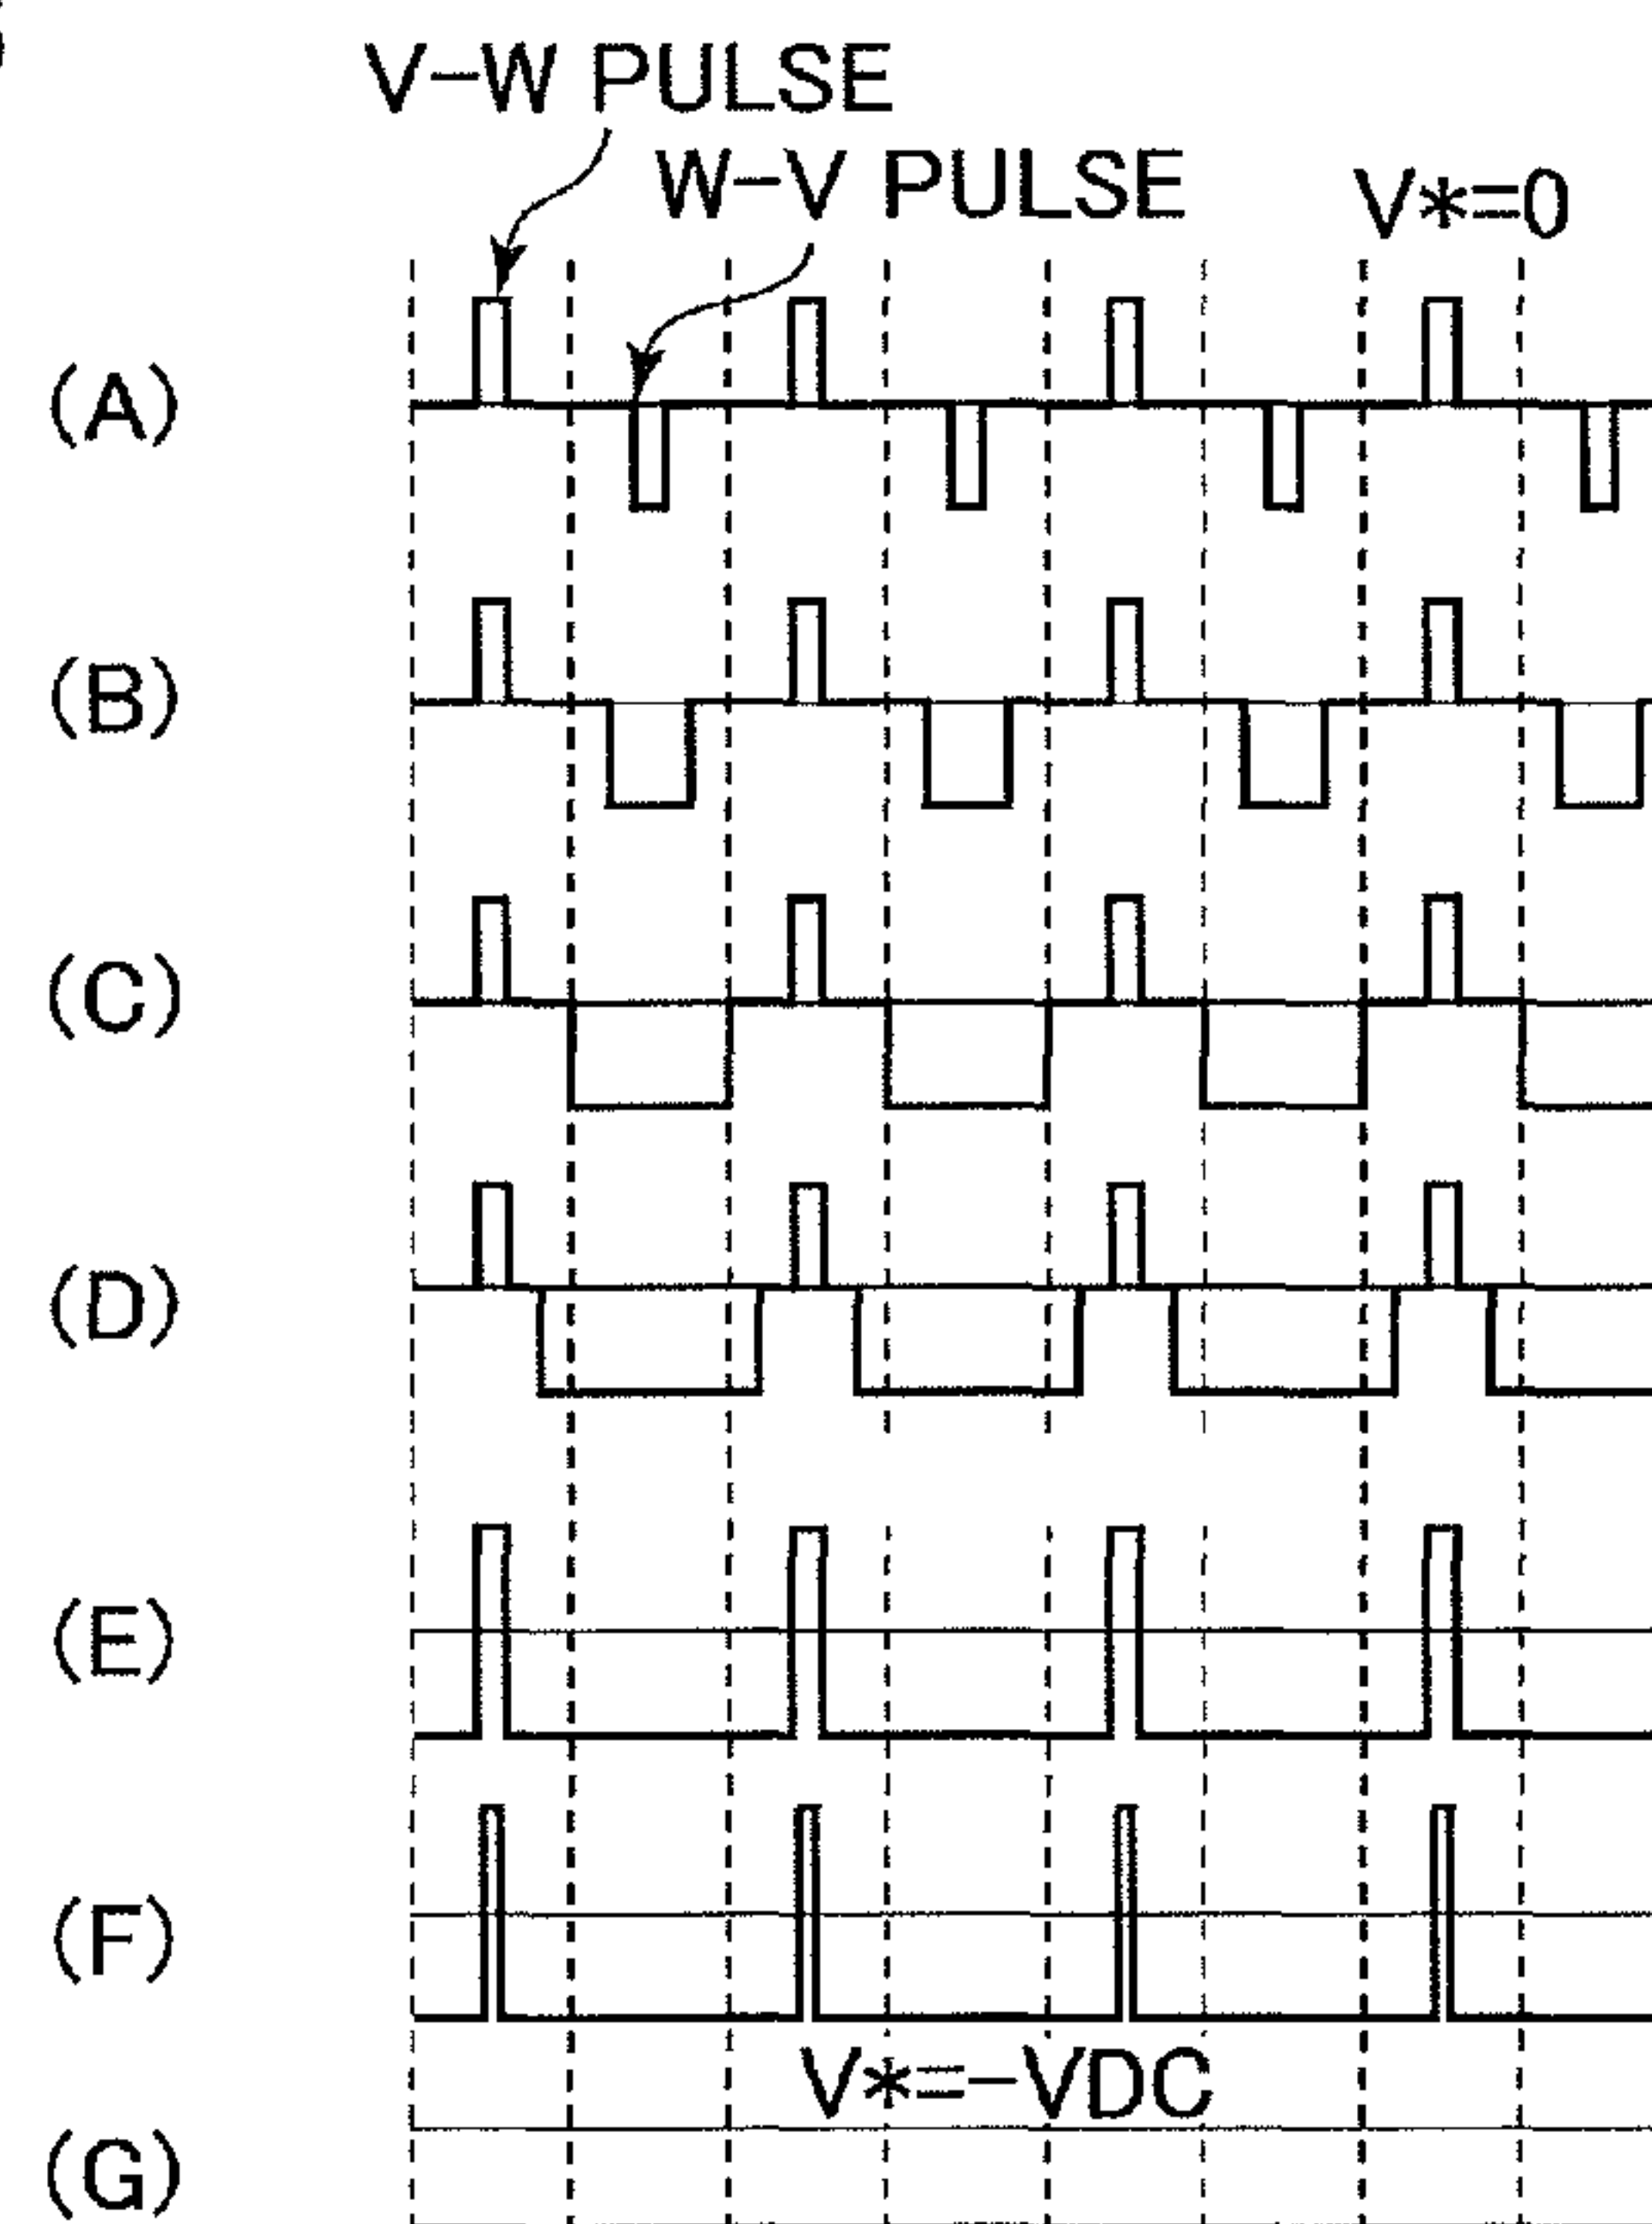 V-W PULSE
W-V PULSE
V*=0
(A)
(B)
(C)
(D)
(E)
(F)
V*=-VDC
(G)